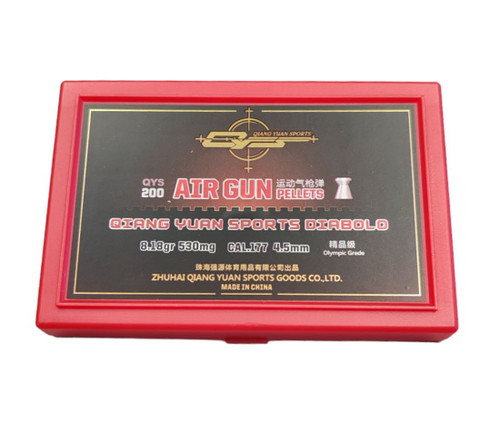 QIANG YUAN SPORTS
QYS
200
AIR GUN 运动气枪弹
PELLETS
QIANG YUAN SPORTS DIABOLO
8.18gr 530mg CAL.177 4.5mm 精品级
Olympic Grade
珠海强源体育用品有限公司出品
ZHUHAI QIANG YUAN SPORTS GOODS CO.,LTD.
MADE IN CHINA